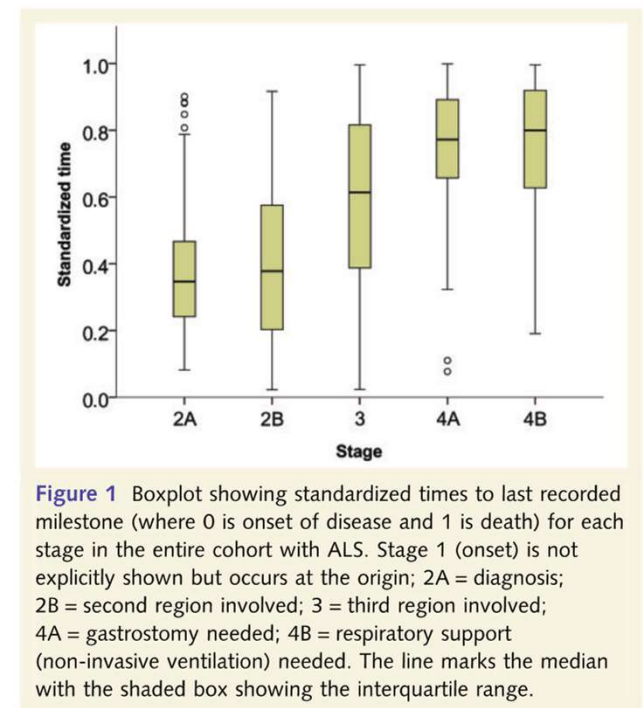 1.0
0.8
0.6
0.4
0.2
0.0
Standardized time
2A 2B 3 4A 4B
Stage
Figure 1 Boxplot showing standardized times to last recorded
milestone (where 0 is onset of disease and 1 is death) for each
stage in the entire cohort with ALS. Stage 1 (onset) is not
explicitly shown but occurs at the origin; 2A = diagnosis;
2B = second region involved; 3 = third region involved;
4A = gastrostomy needed; 4B = respiratory support
(non-invasive ventilation) needed. The line marks the median
with the shaded box showing the interquartile range.